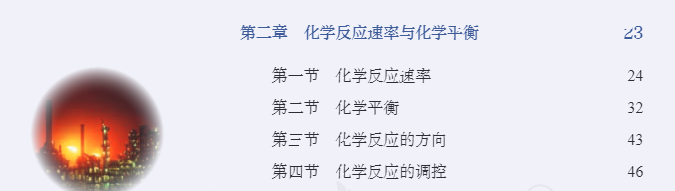 第二章 化学反应速率与化学平衡 23
第一节 化学反应速率 24
第二节 化学平衡 32
第三节 化学反应的方向 43
第四节 化学反应的调控 46